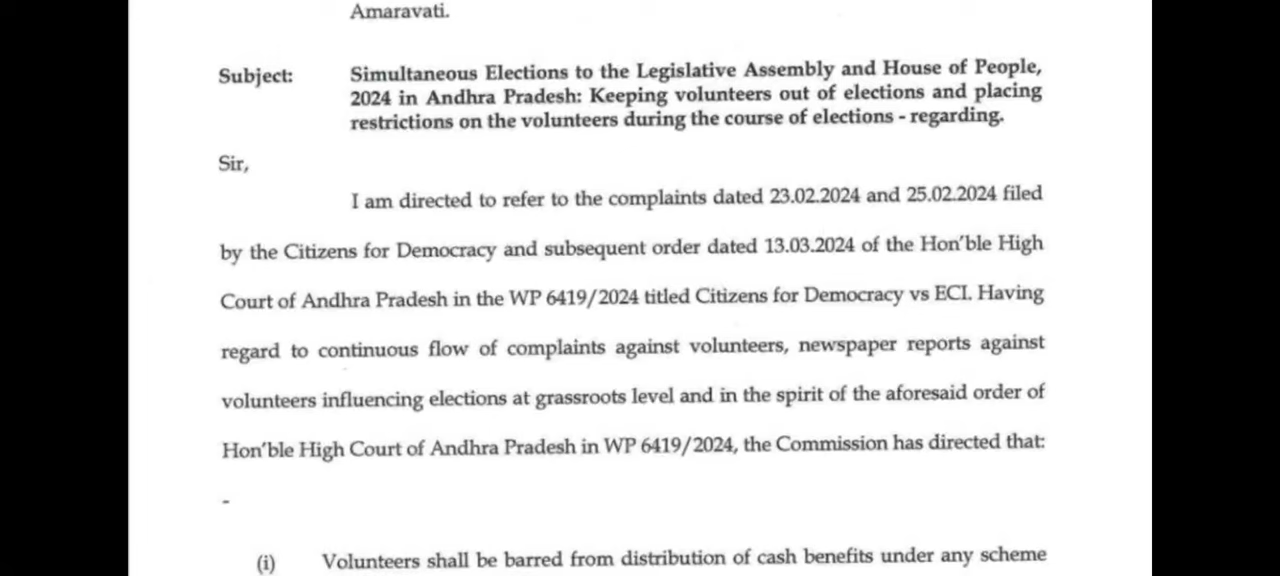 Amaravati.
Subject: Simultaneous Elections to the Legislative Assembly and House of People,
2024 in Andhra Pradesh: Keeping volunteers out of elections and placing
restrictions on the volunteers during the course of elections - regarding.
Sir,
I am directed to refer to the complaints dated 23.02.2024 and 25.02.2024 filed
by the Citizens for Democracy and subsequent order dated 13.03.2024 of the Hon'ble High
Court of Andhra Pradesh in the WP 6419/2024 titled Citizens for Democracy vs ECI. Having
regard to continuous flow of complaints against volunteers, newspaper reports against
volunteers influencing elections at grassroots level and in the spirit of the aforesaid order of
Hon'ble High Court of Andhra Pradesh in WP 6419/2024, the Commission has directed that:
-
(i) Volunteers shall be barred from distribution of cash benefits under any scheme